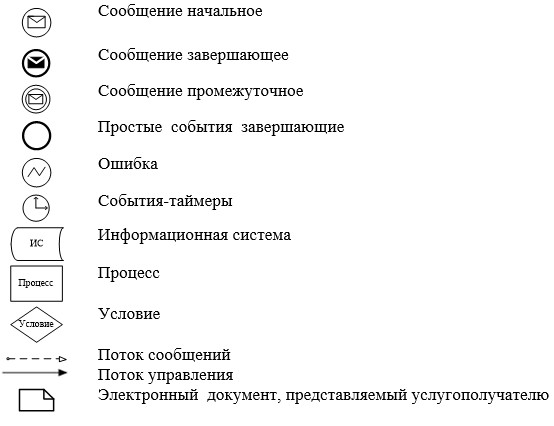 Сообщение начальное
Сообщение завершающее
Сообщение промежуточное
Простые события завершающие
Ошибка
События-таймеры
ИС
Информационная система
Процесс
Процесс
Условие
Условие
Поток сообщений
Поток управления
Электронный документ, представляемый услугополучателю